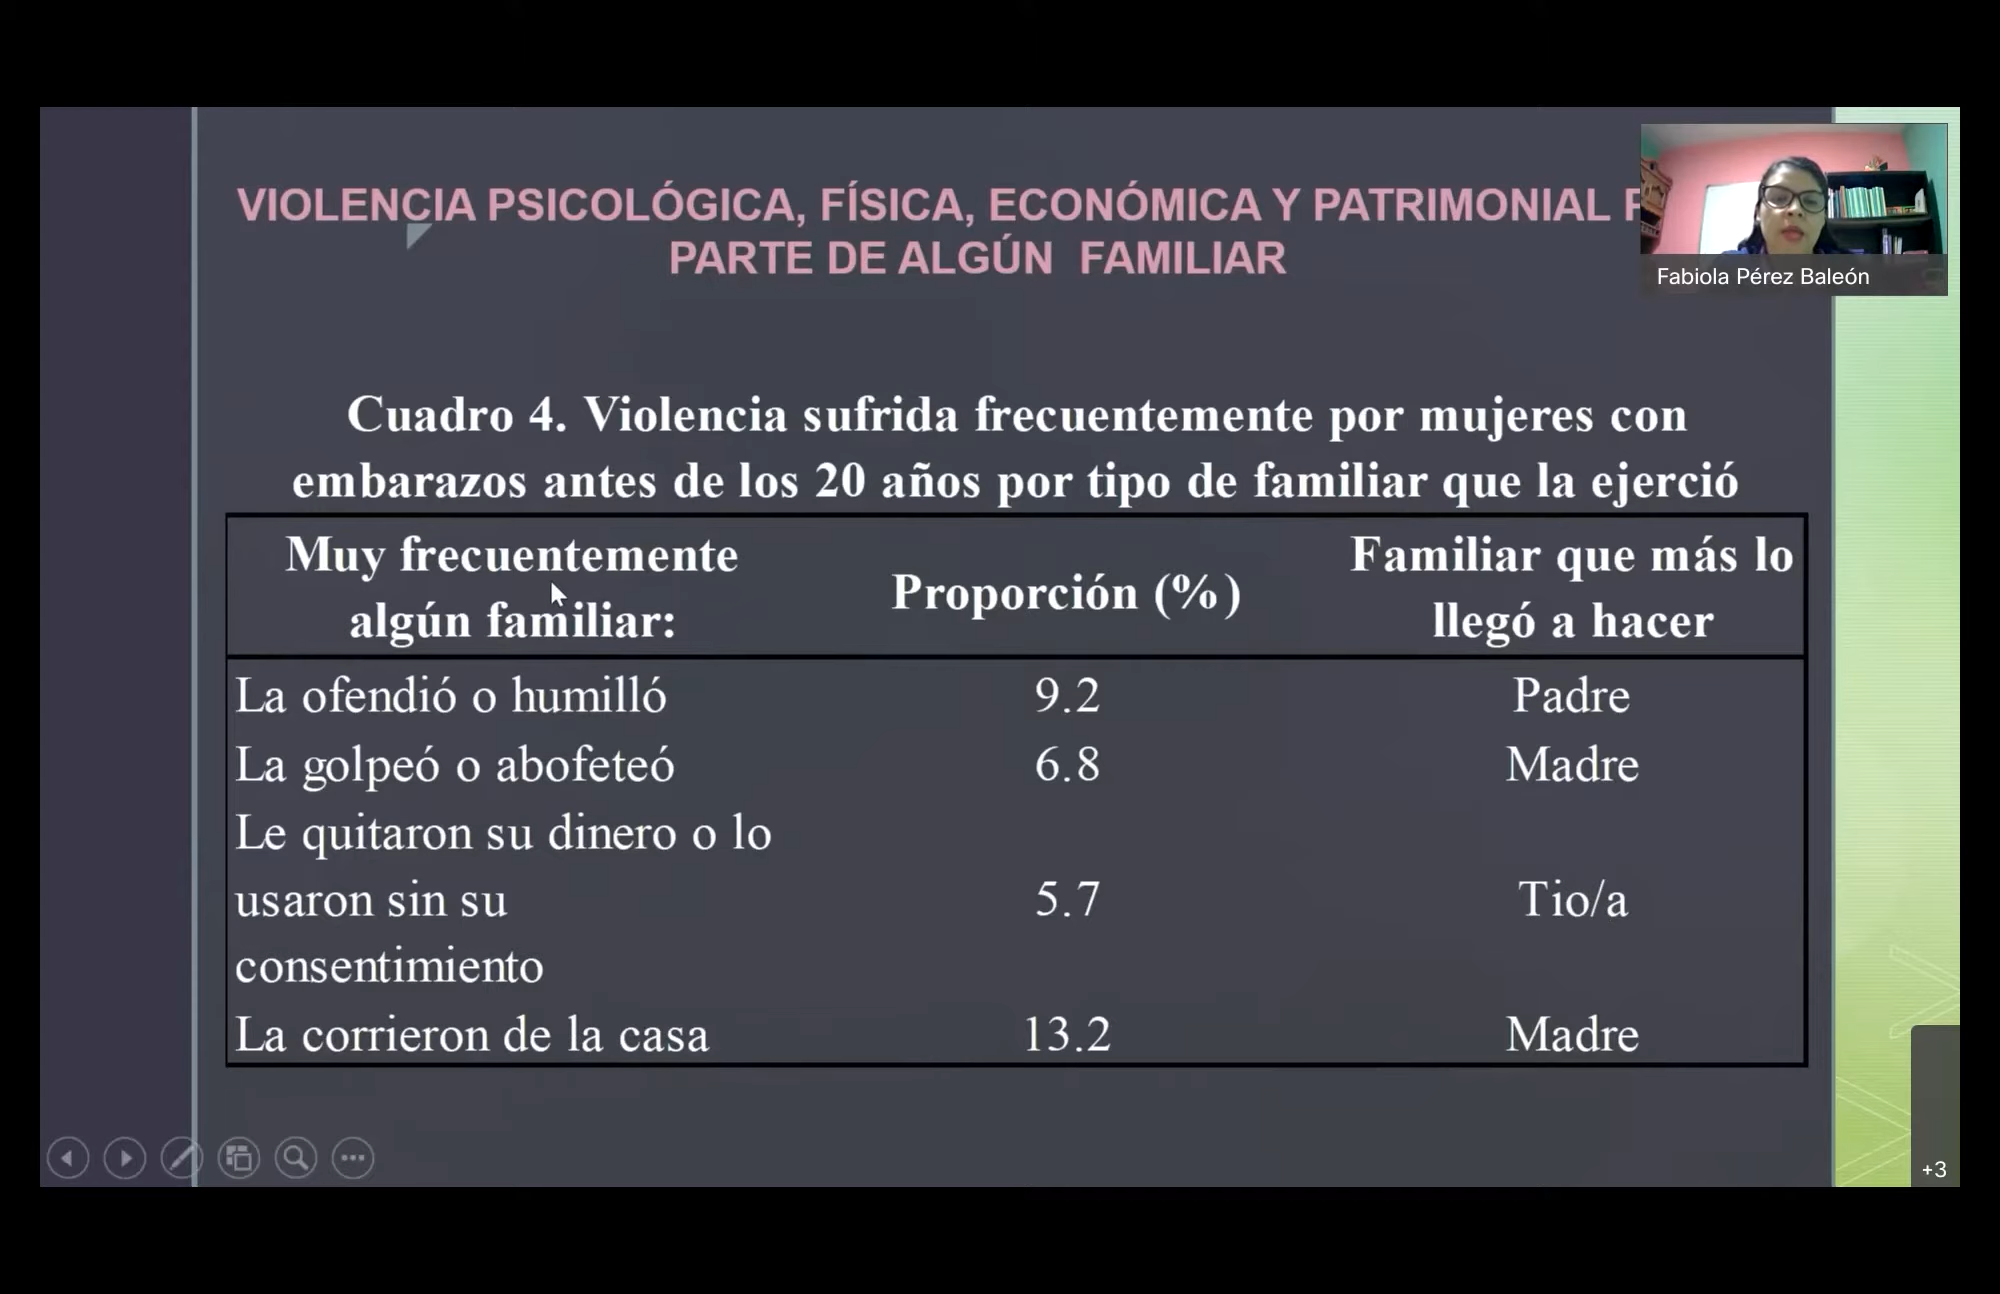 VIOLENCIA PSICOLÓGICA, FÍSICA, ECONÓMICA Y PATRIMONIAL
PARTE DE ALGÚN FAMILIAR
Fabiola Pérez Baleón
Cuadro 4. Violencia sufrida frecuentemente por mujeres con
embarazos antes de los 20 años por tipo de familiar que la ejerció
Muy frecuentemente
algún familiar:
Proporción (%)
Familiar que más lo
llegó a hacer
La ofendió o humilló 9.2 Padre
La golpeó o abofeteó 6.8 Madre
Le quitaron su dinero o lo
usaron sin su 5.7 Tio/a
consentimiento
La corrieron de la casa 13.2 Madre
+3